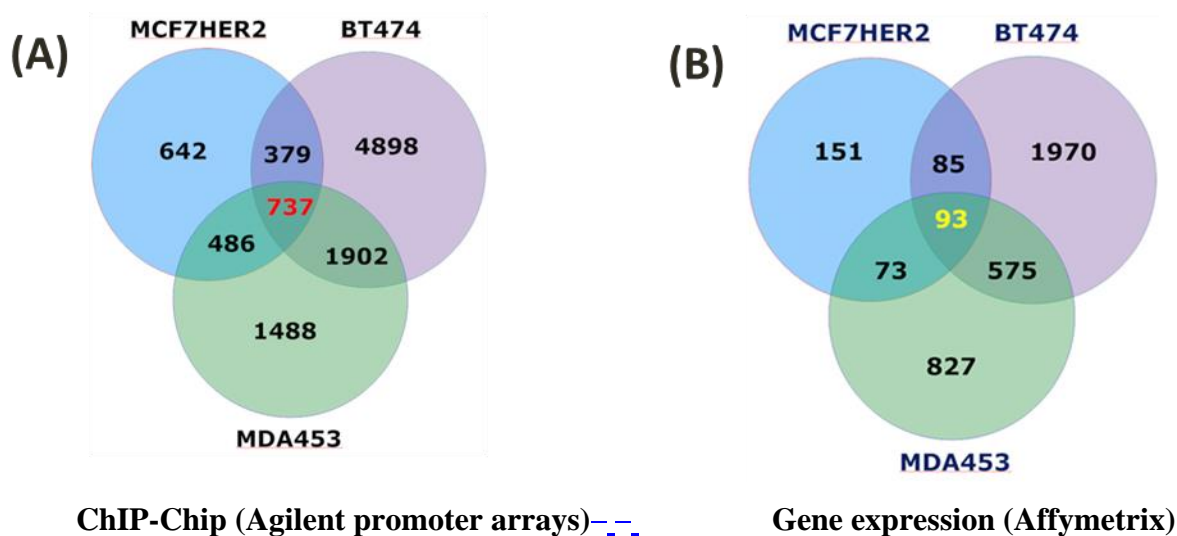 (A)
MCF7HER2 BT474
642 379 4898
737
486 1902
1488
MDA453
ChIP-Chip (Agilent promoter arrays)– –
(B)
MCF7HER2 BT474
151 85 1970
93
73 575
827
MDA453
Gene expression (Affymetrix)